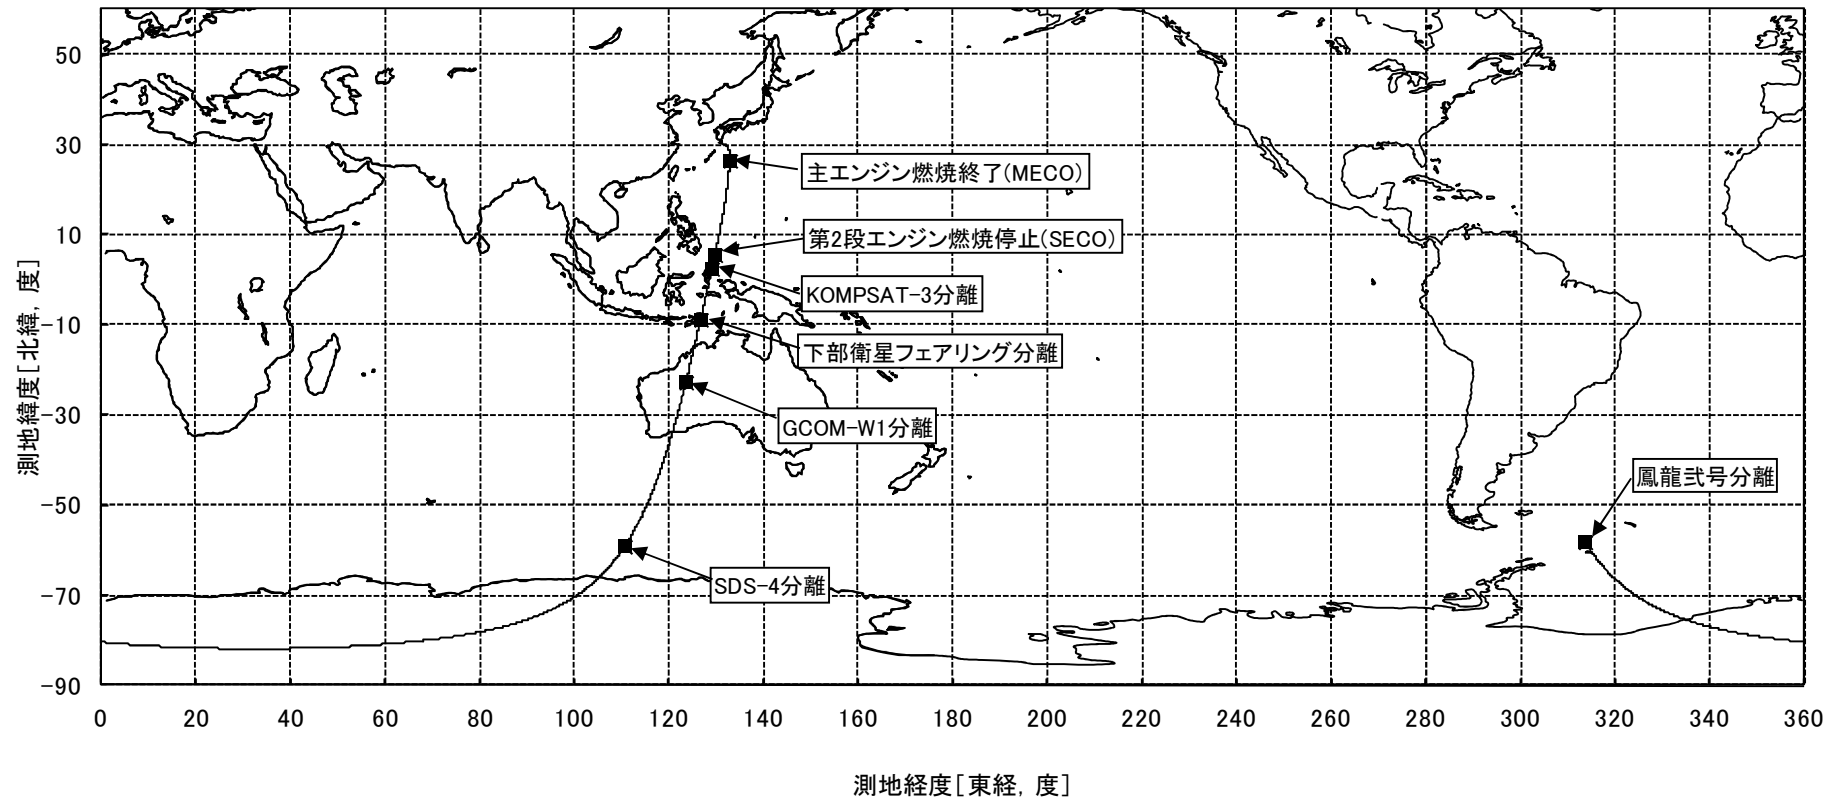 50
30
10
-10
-30
-50
-70
-90
測地緯度[北緯, 度]
主エンジン燃焼終了(MECO)
第2段エンジン燃焼停止(SECO)
KOMPSAT-3分離
下部衛星フェアリング分離
GCOM-W1分離
鳳龍弐号分離
SDS-4分離
0 20 40 60 80 100 120 140 160 180 200 220 240 260 280 300 320 340 360
測地経度[東経, 度]